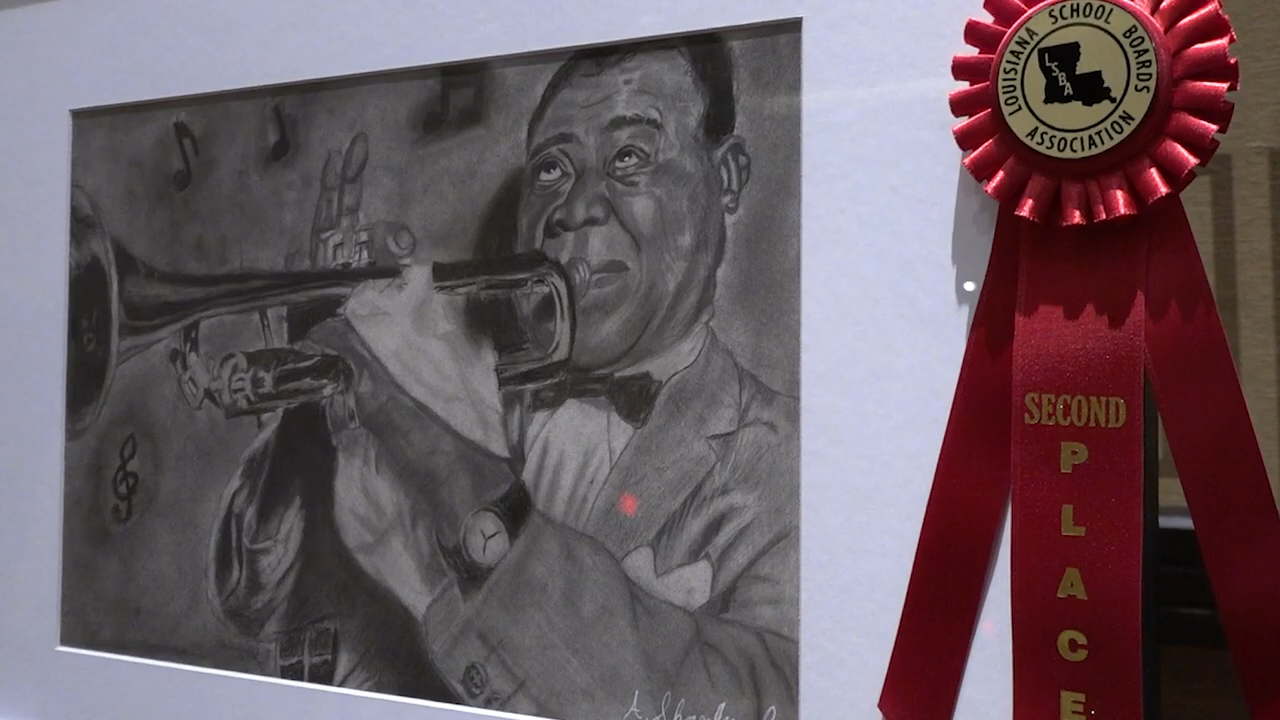 LOUISIANA SCHOOL BOARDS
LSBA
ASSOCIATION
SECOND
PLACE
A.